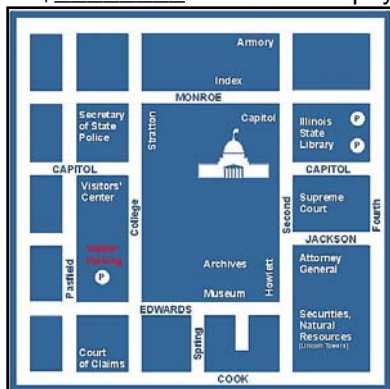 Armory
Index
MONROE
Secretary
of State
Police
Stratton
Capitol
Illinois
State
Library
P
P
CAPITOL
CAPITOL
Visitors'
Center
College
Second
Supreme
Court
Fourth
JACKSON
Visitor
Parking
P
Pasfield
Archives
Howlett
Attorney
General
Museum
EDWARDS
Spring
Securities,
Natural
Resources
(Lincoln Towers)
Court
of Claims
COOK